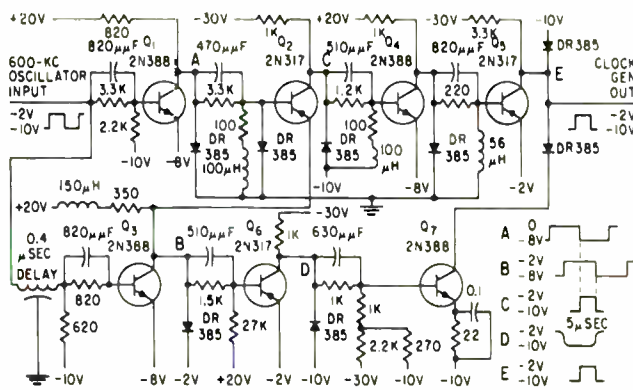 +20V
820
820μμF
Q1
2N388
600-KC
OSCILLATOR
INPUT
-2V
-10V
3.3K
2.2K
-10V
-8V
A
-30V
1K
470μμF
Q2
2N317
3.3K
100
DR
385
100μH
DR
385
C
+20V
1K
510μμF
Q4
2N388
1.2K
100
DR
385
100
μH
-10V
-8V
-30V
3.3K
820μμF
Q5
2N317
220
DR
385
56
μH
-2V
-10V
DR385
E
CLOCK
GEN
OUT
-2V
-10V
DR385
150μH
350
+20V
0.4
μSEC
DELAY
820μμF
Q3
2N388
820
620
-10V
-8V
B
510μμF
Q6
2N317
1.5K
DR
385
27K
-2V
+20V
-30V
1K
-2V
D
630μμF
1K
DR
385
1K
2.2K
270
-10V
-30V
-10V
Q7
2N388
0.1
22
-10V
A 0
-8V
B -2V
-8V
C -2V
-10V
5μSEC
D -2V
-10V
E -2V
-10V